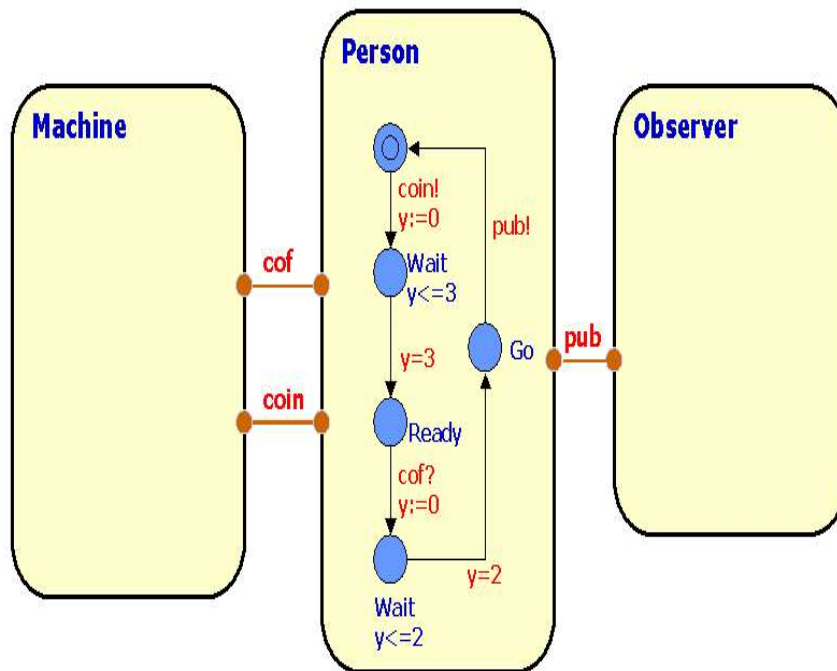 Machine
cof
coin
Person
coin!
y:=0
Wait
y<=3
y=3
Ready
cof?
y:=0
Wait
y<=2
y=2
Go
pub!
pub
Observer